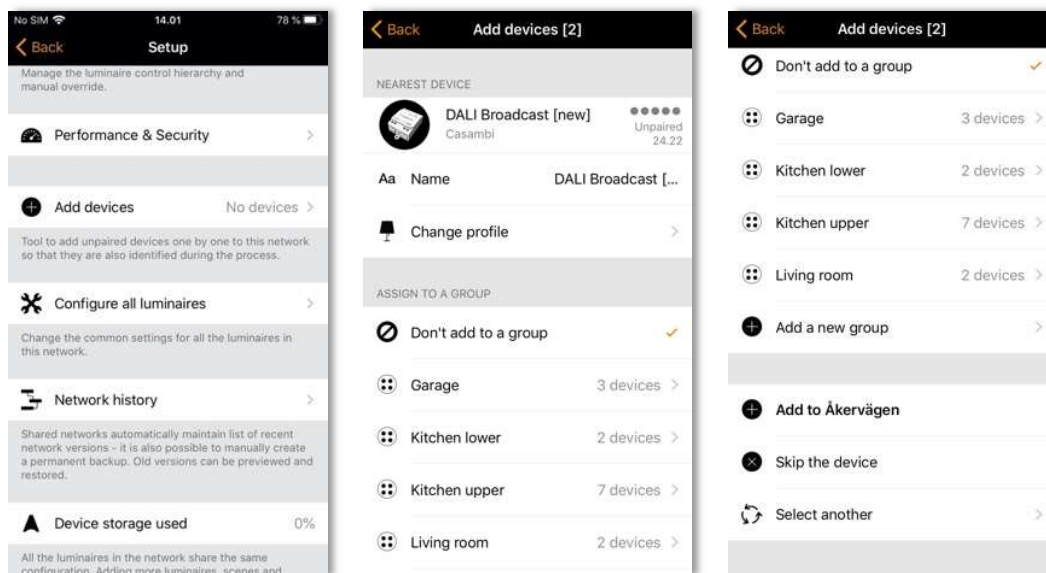 No SIM 14.01 78 %
Back Setup
Manage the luminaire control hierarchy and
manual override.
Performance & Security
Add devices No devices
Tool to add unpaired devices one by one to this network
so that they are also identified during the process.
Configure all luminaires
Change the common settings for all the luminaires in
this network.
Network history
Shared networks automatically maintain list of recent
network versions - it is also possible to manually create
a permanent backup. Old versions can be previewed and
restored.
Device storage used 0%
All the luminaires in the network share the same
configuration. Adding more luminaires, scenes and
Back Add devices [2]
NEAREST DEVICE
DALI Broadcast [new]
Casambi Unpaired
24.22
Aa Name DALI Broadcast [...
Change profile
ASSIGN TO A GROUP
Don't add to a group
Garage 3 devices
Kitchen lower 2 devices
Kitchen upper 7 devices
Living room 2 devices
Back Add devices [2]
Don't add to a group
Garage 3 devices
Kitchen lower 2 devices
Kitchen upper 7 devices
Living room 2 devices
Add a new group
Add to Åkervägen
Skip the device
Select another